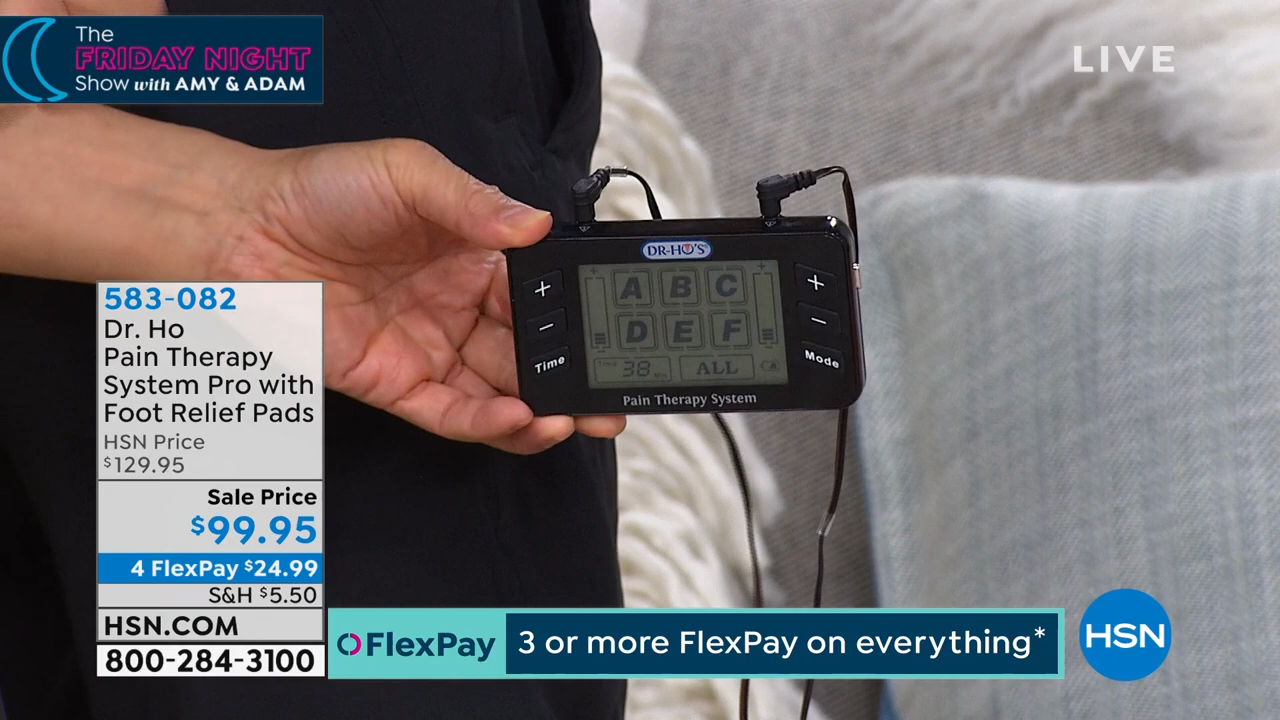 The
FRIDAY NIGHT
Show with AMY & ADAM
LIVE
583-082
Dr. Ho
Pain Therapy
System Pro with
Foot Relief Pads
HSN Price
$129.95
Sale Price
$99.95
4 FlexPay $24.99
S&H $5.50
HSN.COM
800-284-3100
DR-HO'S
+
+
A B C
D E F
-
-
Time
Mode
38
ALL
Pain Therapy System
FlexPay
3 or more FlexPay on everything*
HSN